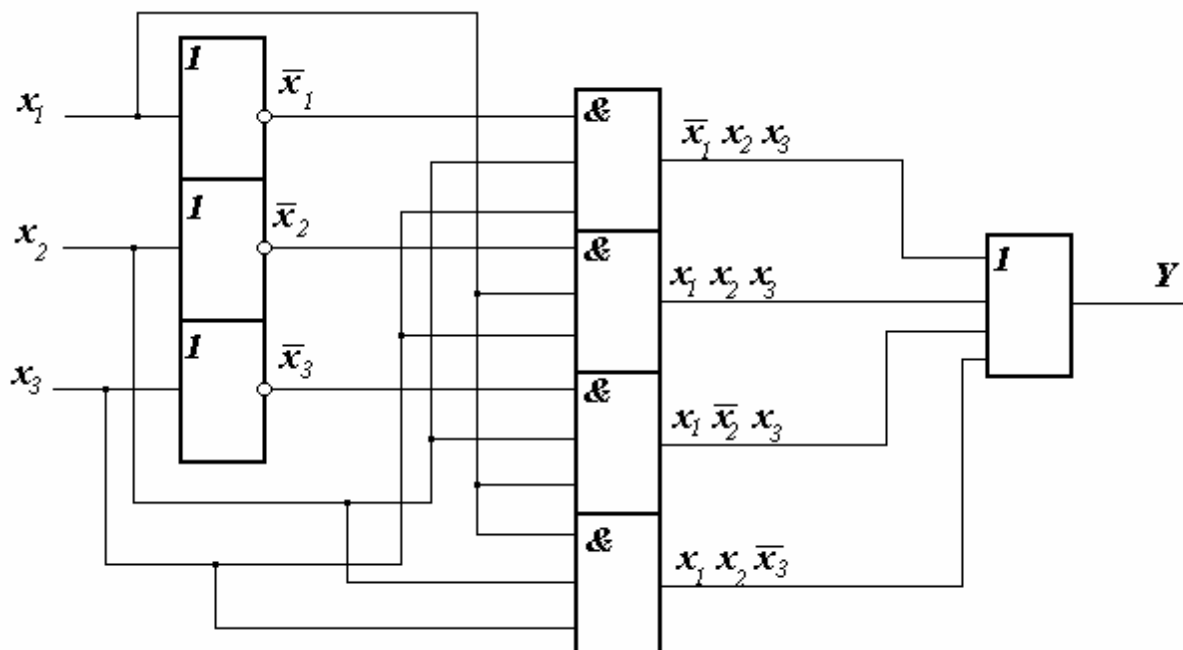 1
x̅₁
x₁
&
x̅₁ x₂ x₃
1
x̅₂
x₂
&
1
Y
x₁ x₂ x₃
1
x̅₃
x₃
&
x₁ x̅₂ x₃
&
x₁ x₂ x̅₃